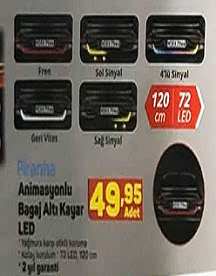 Fren
Sol Sinyal
4'lü Sinyal
Geri Vites
Sağ Sinyal
120 cm
72 LED
Piranha
Animasyonlu
Bagaj Altı Kayar
LED
49,95
Adet
* Yağmura karşı etkili koruma
* Kolay kurulum * 72 LED, 120 cm
* 2 yıl garanti